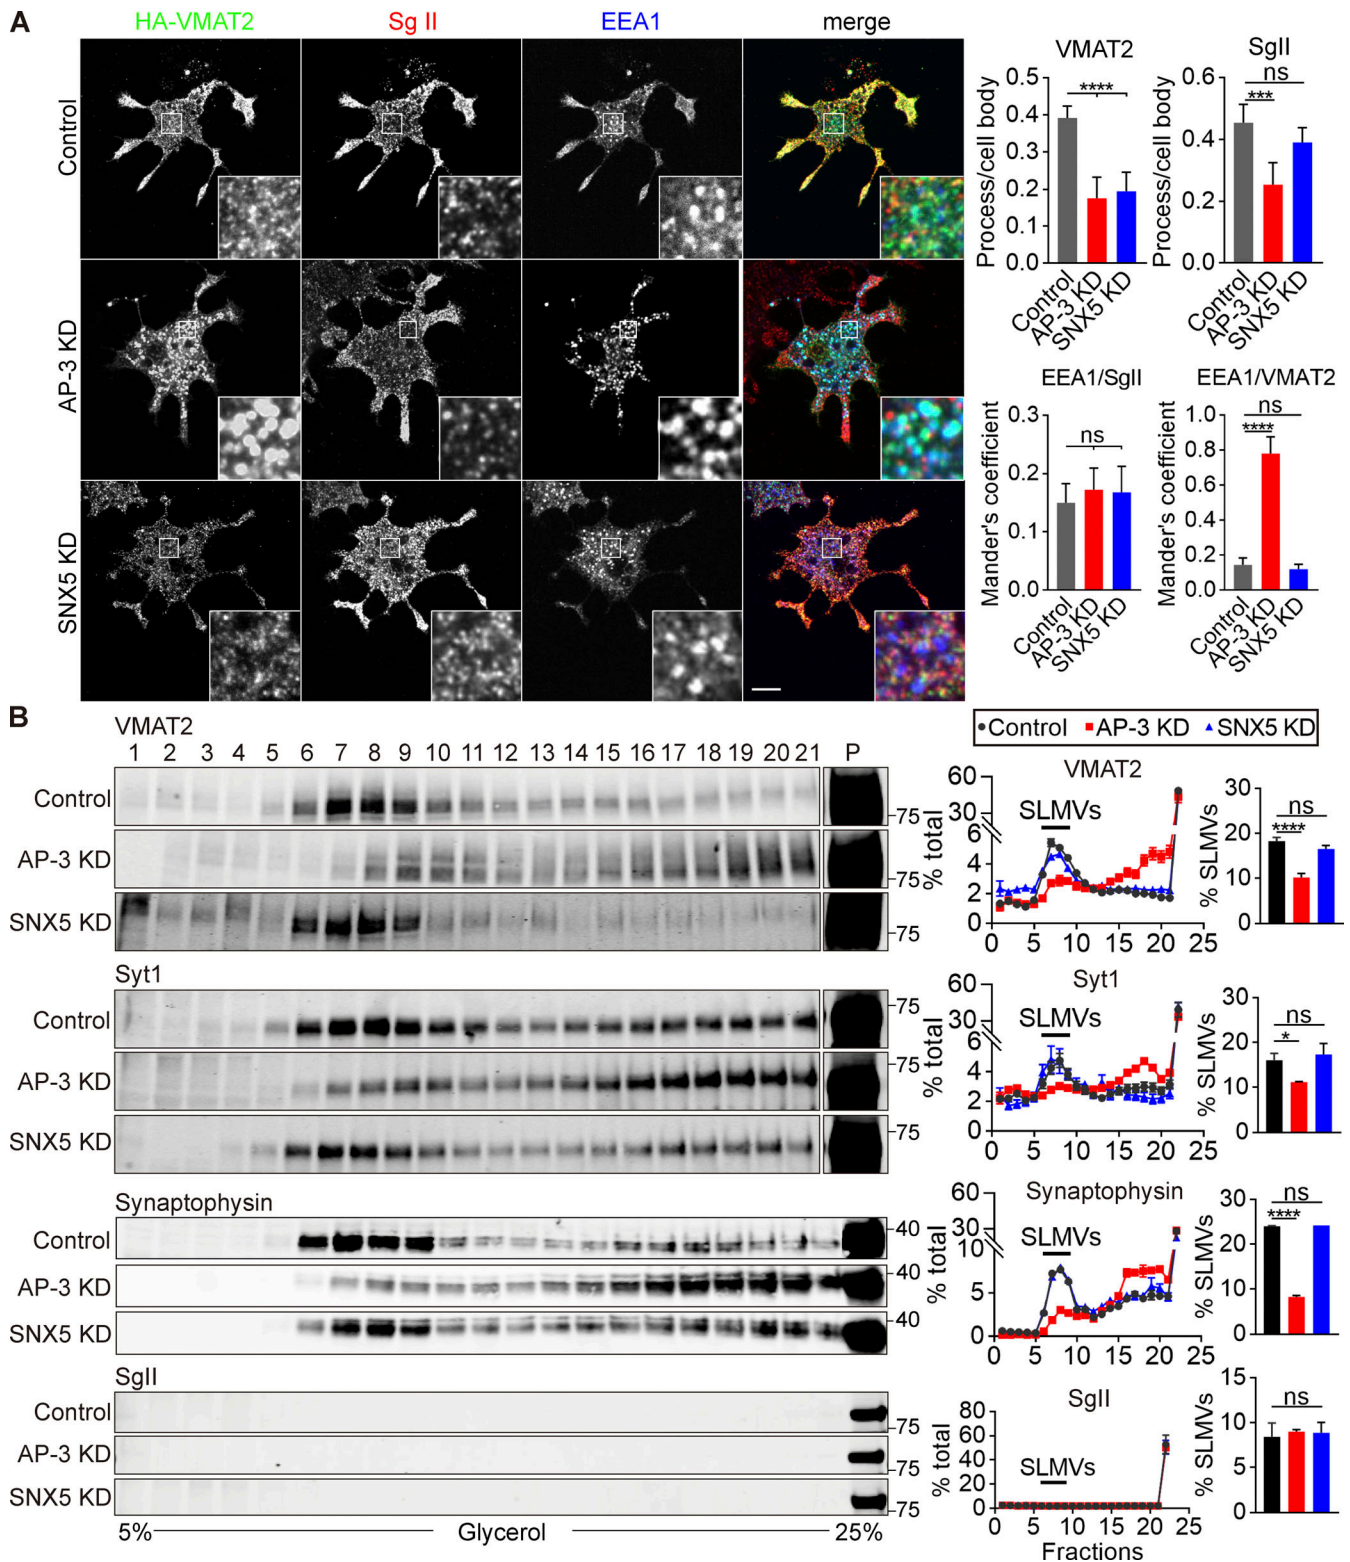 A
HA-VMAT2 Sg II EEA1 merge
Control
AP-3 KD
SNX5 KD
VMAT2
Process/cell body
0.5
0.4
0.3
0.2
0.1
0.0
Control
AP-3 KD
SNX5 KD
****
SgII
Process/cell body
0.6
0.4
0.2
0.0
Control
AP-3 KD
SNX5 KD
ns
***
EEA1/SgII
Mander's coefficient
0.3
0.2
0.1
0.0
Control
AP-3 KD
SNX5 KD
ns
EEA1/VMAT2
Mander's coefficient
1.0
0.8
0.6
0.4
0.2
0.0
Control
AP-3 KD
SNX5 KD
ns
****
B
VMAT2
1 2 3 4 5 6 7 8 9 10 11 12 13 14 15 16 17 18 19 20 21 P
Control
75
AP-3 KD
75
SNX5 KD
75
Syt1
Control
75
AP-3 KD
75
SNX5 KD
75
Synaptophysin
Control
40
AP-3 KD
40
SNX5 KD
40
SgII
Control
75
AP-3 KD
75
SNX5 KD
75
5% Glycerol 25%
Control AP-3 KD SNX5 KD
VMAT2
% total
60
30
6
4
2
0
SLMVs
0 5 10 15 20 25
% SLMVs
30
20
10
0
ns
****
Syt1
% total
60
30
6
4
2
0
SLMVs
0 5 10 15 20 25
% SLMVs
30
20
10
0
ns
*
Synaptophysin
% total
60
30
10
5
0
SLMVs
0 5 10 15 20 25
% SLMVs
30
20
10
0
ns
****
SgII
% total
80
60
40
20
0
SLMVs
0 5 10 15 20 25
Fractions
% SLMVs
15
10
5
0
ns